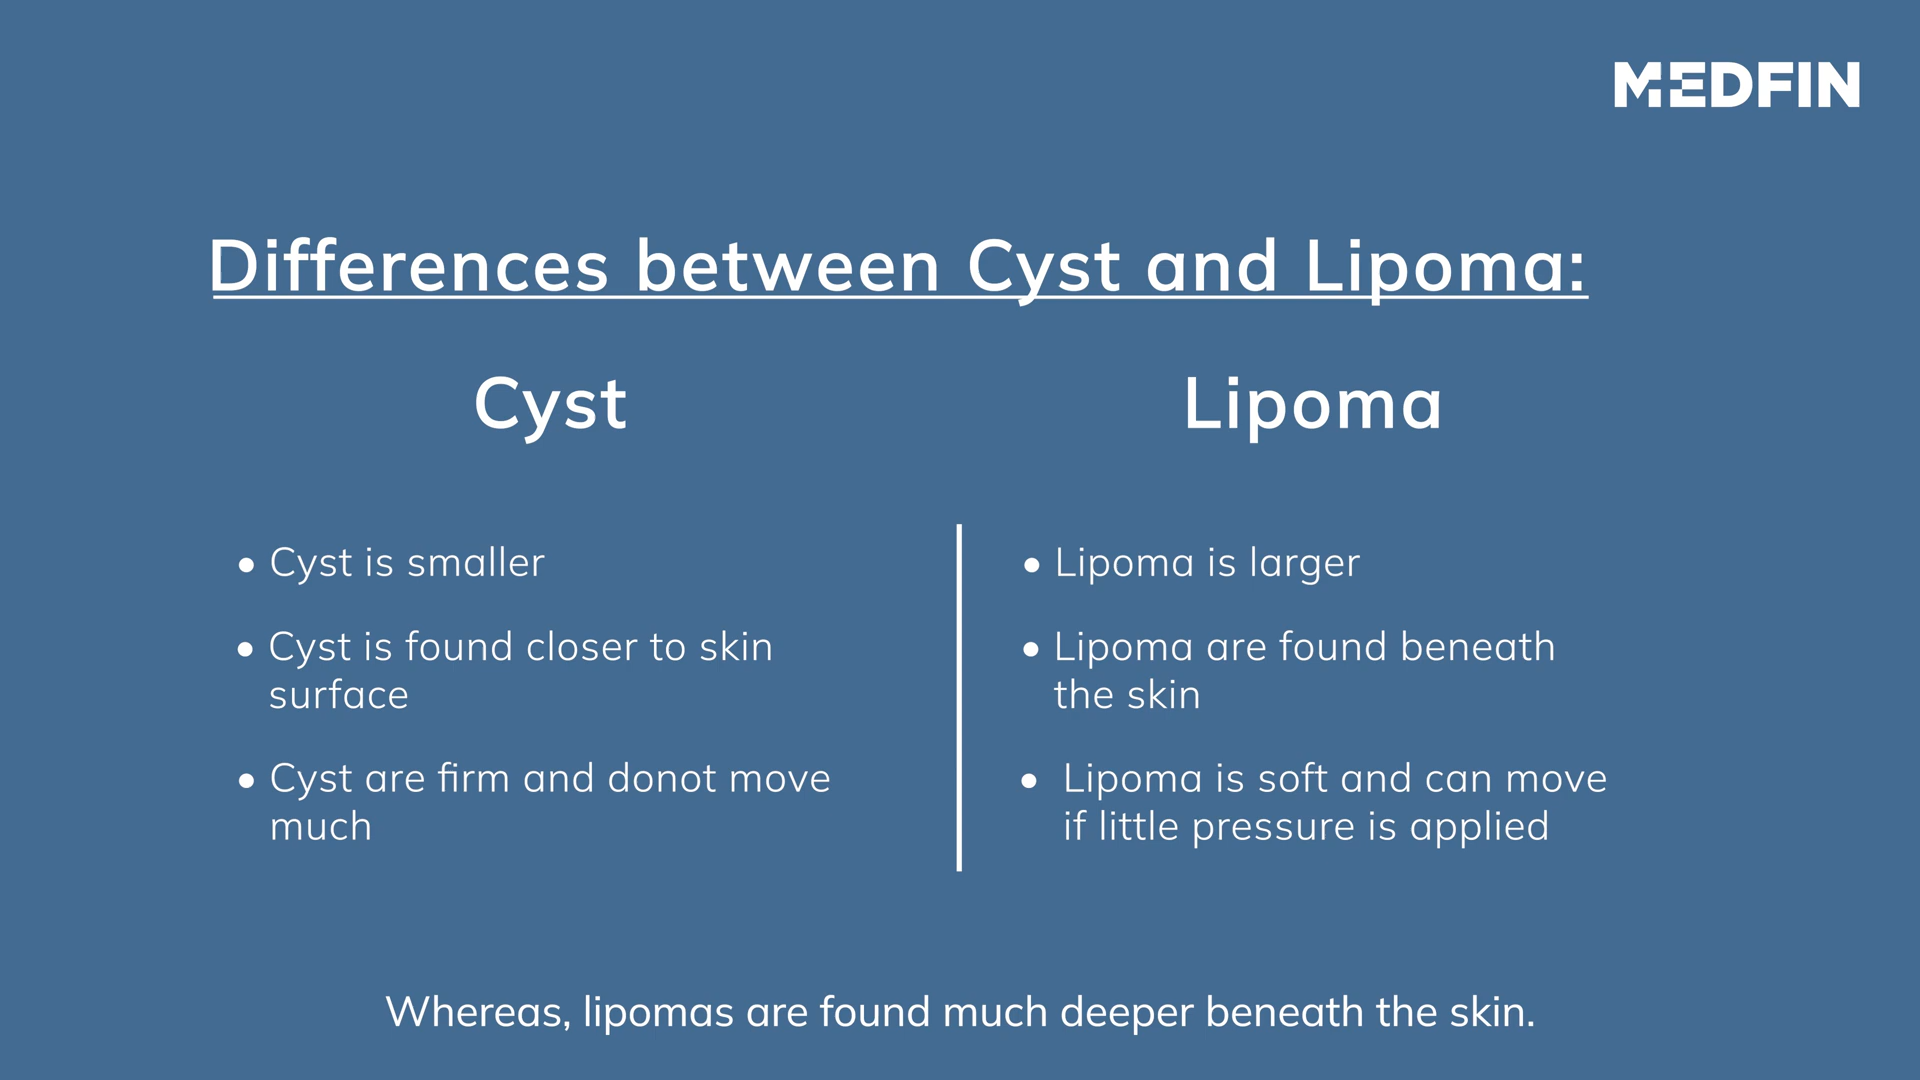 MEDFIN
Differences between Cyst and Lipoma:
Cyst
Lipoma
• Cyst is smaller
• Cyst is found closer to skin
surface
• Cyst are firm and donot move
much
• Lipoma is larger
• Lipoma are found beneath
the skin
• Lipoma is soft and can move
if little pressure is applied
Whereas, lipomas are found much deeper beneath the skin.